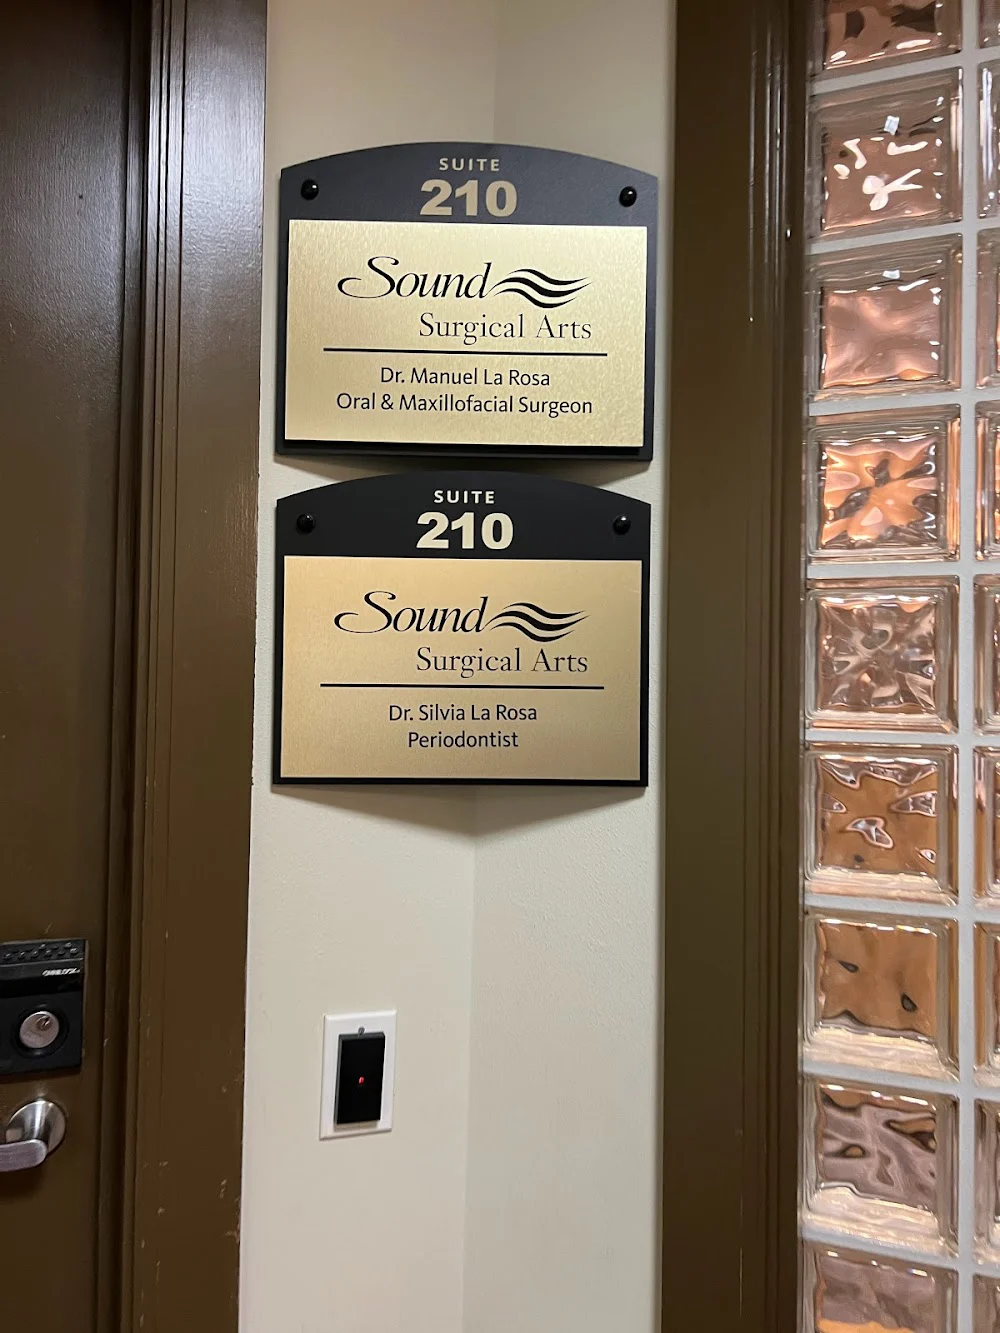 SUITE
210
Sound
Surgical Arts
Dr. Manuel La Rosa
Oral & Maxillofacial Surgeon
SUITE
210
Sound
Surgical Arts
Dr. Silvia La Rosa
Periodontist